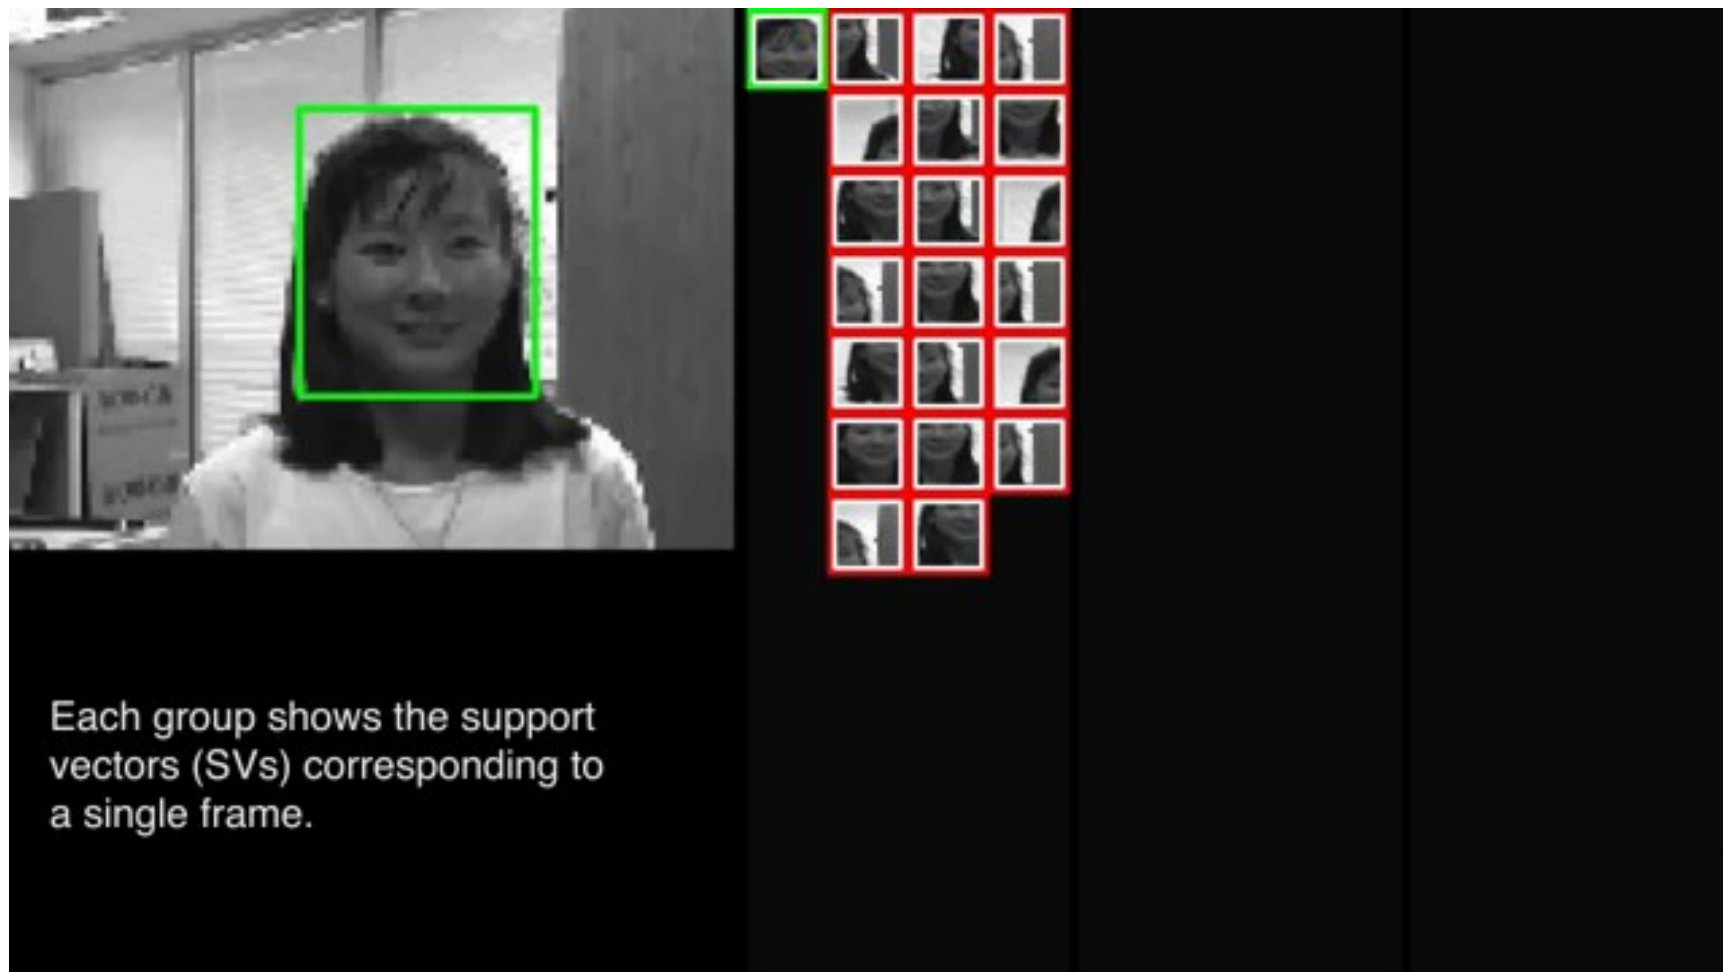 Each group shows the support
vectors (SVs) corresponding to
a single frame.